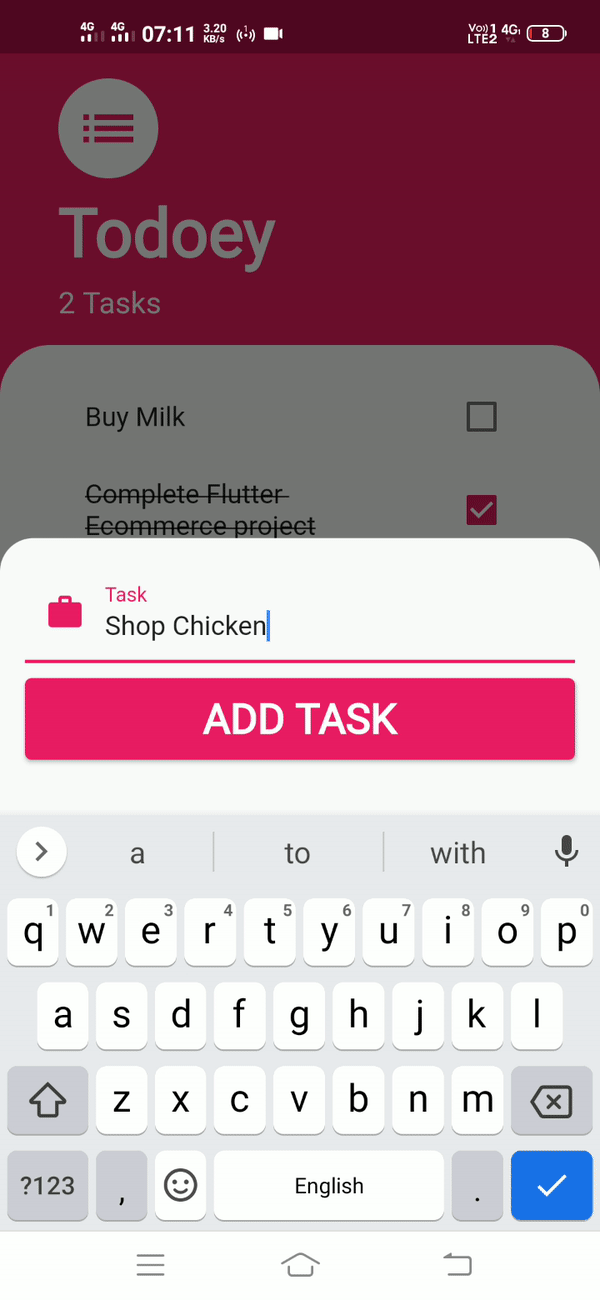 4G 4G 07:11 3.20 KB/s Vo)) 1 4G LTE2 8
Todoey
2 Tasks
Buy Milk
Complete Flutter
Ecommerce project
Task
Shop Chicken
ADD TASK
a to with
q1 w2 e3 r4 t5 y6 u7 i8 o9 p0
a s d f g h j k l
z x c v b n m
?123 , English .